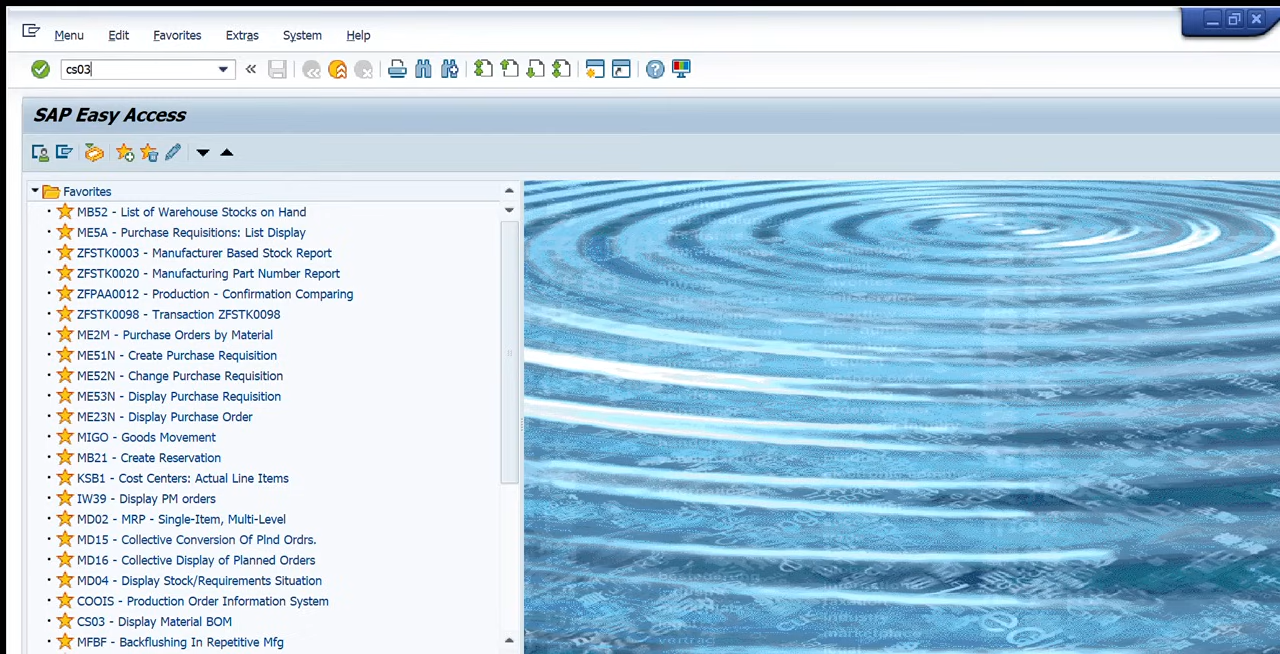 Menu Edit Favorites Extras System Help
cs03
SAP Easy Access
Favorites
MB52 - List of Warehouse Stocks on Hand
ME5A - Purchase Requisitions: List Display
ZFSTK0003 - Manufacturer Based Stock Report
ZFSTK0020 - Manufacturing Part Number Report
ZFPAA0012 - Production - Confirmation Comparing
ZFSTK0098 - Transaction ZFSTK0098
ME2M - Purchase Orders by Material
ME51N - Create Purchase Requisition
ME52N - Change Purchase Requisition
ME53N - Display Purchase Requisition
ME23N - Display Purchase Order
MIGO - Goods Movement
MB21 - Create Reservation
KSB1 - Cost Centers: Actual Line Items
IW39 - Display PM orders
MD02 - MRP - Single-Item, Multi-Level
MD15 - Collective Conversion Of Plnd Ordrs.
MD16 - Collective Display of Planned Orders
MD04 - Display Stock/Requirements Situation
COOIS - Production Order Information System
CS03 - Display Material BOM
MFBF - Backflushing In Repetitive Mfg
marketplace